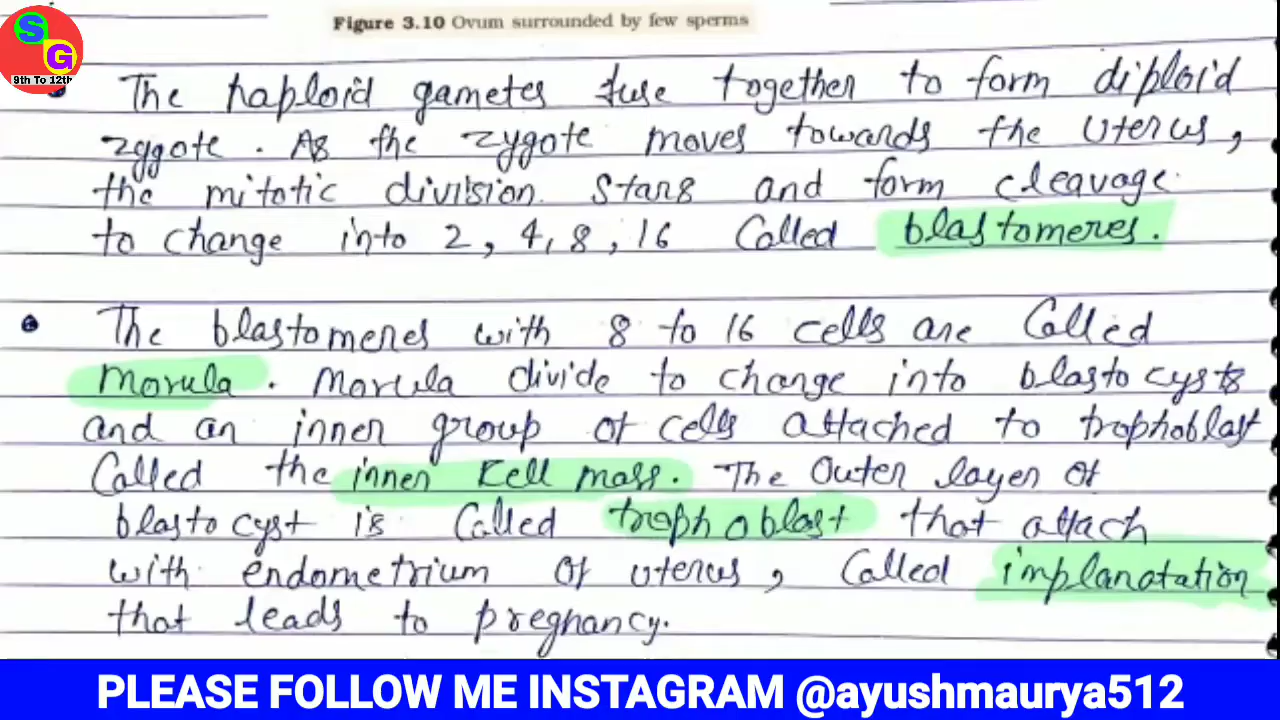 Figure 3.10 Ovum surrounded by few sperms
S
G
9th To 12th
The haploid gametes fuse together to form diploid
zygote. As the zygote moves towards the uterus,
the mitotic division stars and form cleavage
to change into 2, 4, 8, 16 called blastomeres.
The blastomeres with 8 to 16 cells are called
morula. Morula divide to change into blastocysts
and an inner group of cells attached to trophoblast
called the inner cell mass. The outer layer of
blastocyst is called trophoblast that attach
with endometrium of uterus, called implanatation
that leads to pregnancy.
PLEASE FOLLOW ME INSTAGRAM @ayushmaurya512